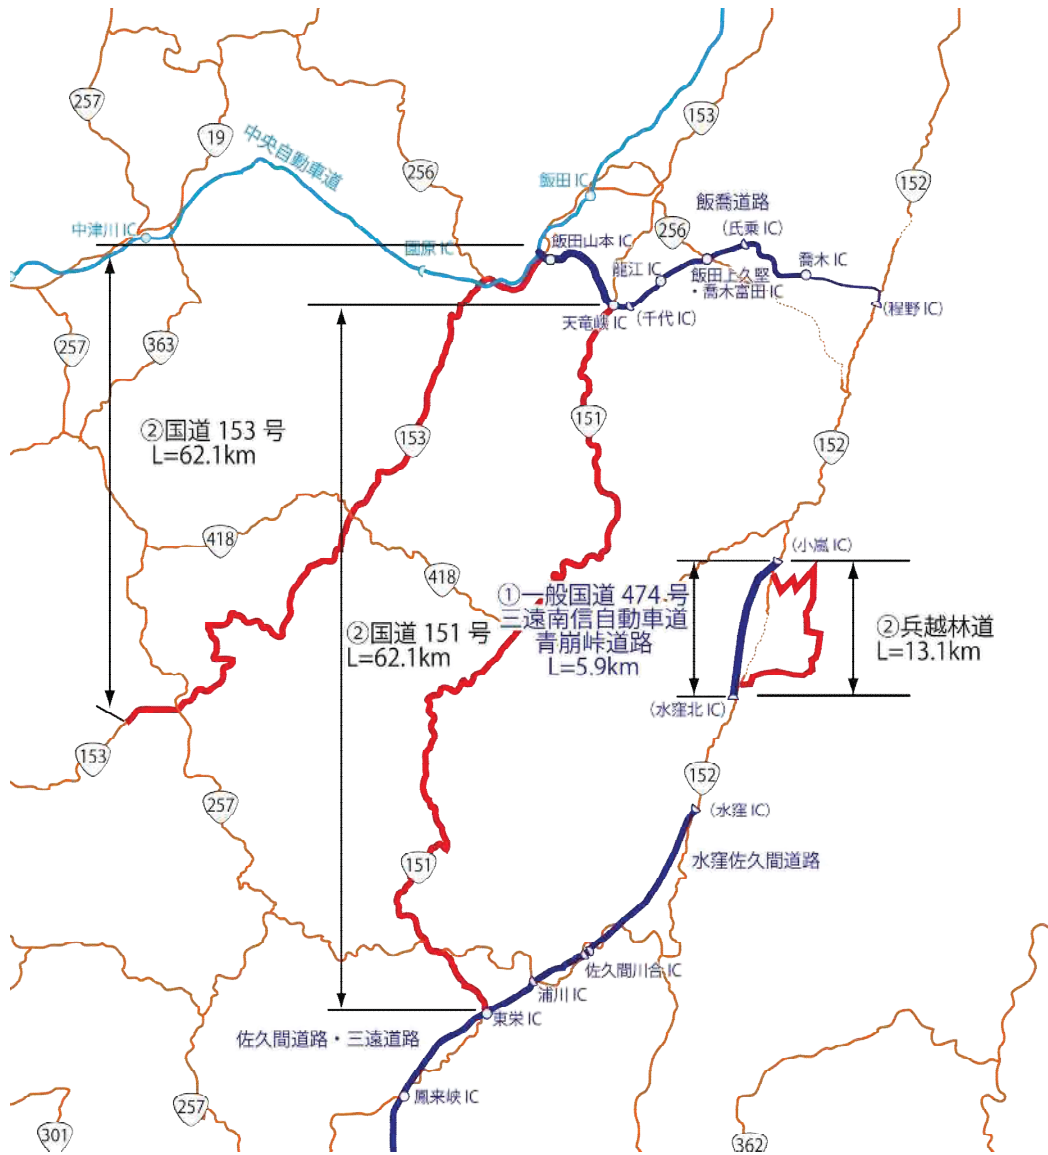 257
19
中央自動車道
256
153
152
飯田 IC
中津川 IC
園原 IC
飯喬道路
(氏乗 IC)
256
飯田山本 IC
龍江 IC
飯田上久堅
・喬木富田 IC
喬木 IC
天竜峡 IC
(千代 IC)
(程野 IC)
257
363
②国道 153 号
L=62.1km
153
151
152
418
418
(小嵐 IC)
①一般国道 474 号
三遠南信自動車道
青崩峠道路
L=5.9km
②国道 151 号
L=62.1km
②兵越林道
L=13.1km
(水窪北 IC)
153
257
152
(水窪 IC)
151
水窪佐久間道路
佐久間川合 IC
浦川 IC
東栄 IC
佐久間道路・三遠道路
鳳来峡 IC
257
301
362